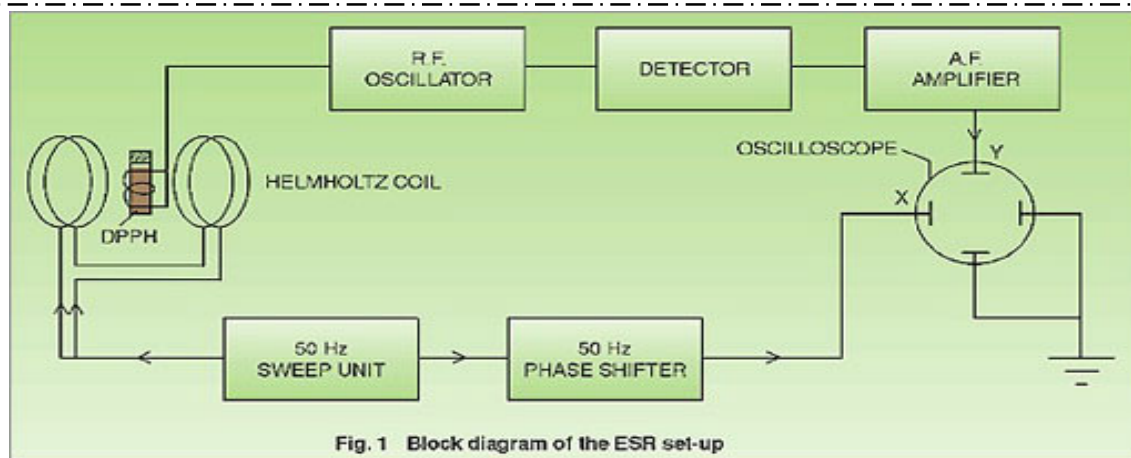 R.F.
OSCILLATOR
DETECTOR
A.F.
AMPLIFIER
OSCILLOSCOPE
Y
X
HELMHOLTZ COIL
DPPH
50 Hz
SWEEP UNIT
50 Hz
PHASE SHIFTER
Fig. 1 Block diagram of the ESR set-up